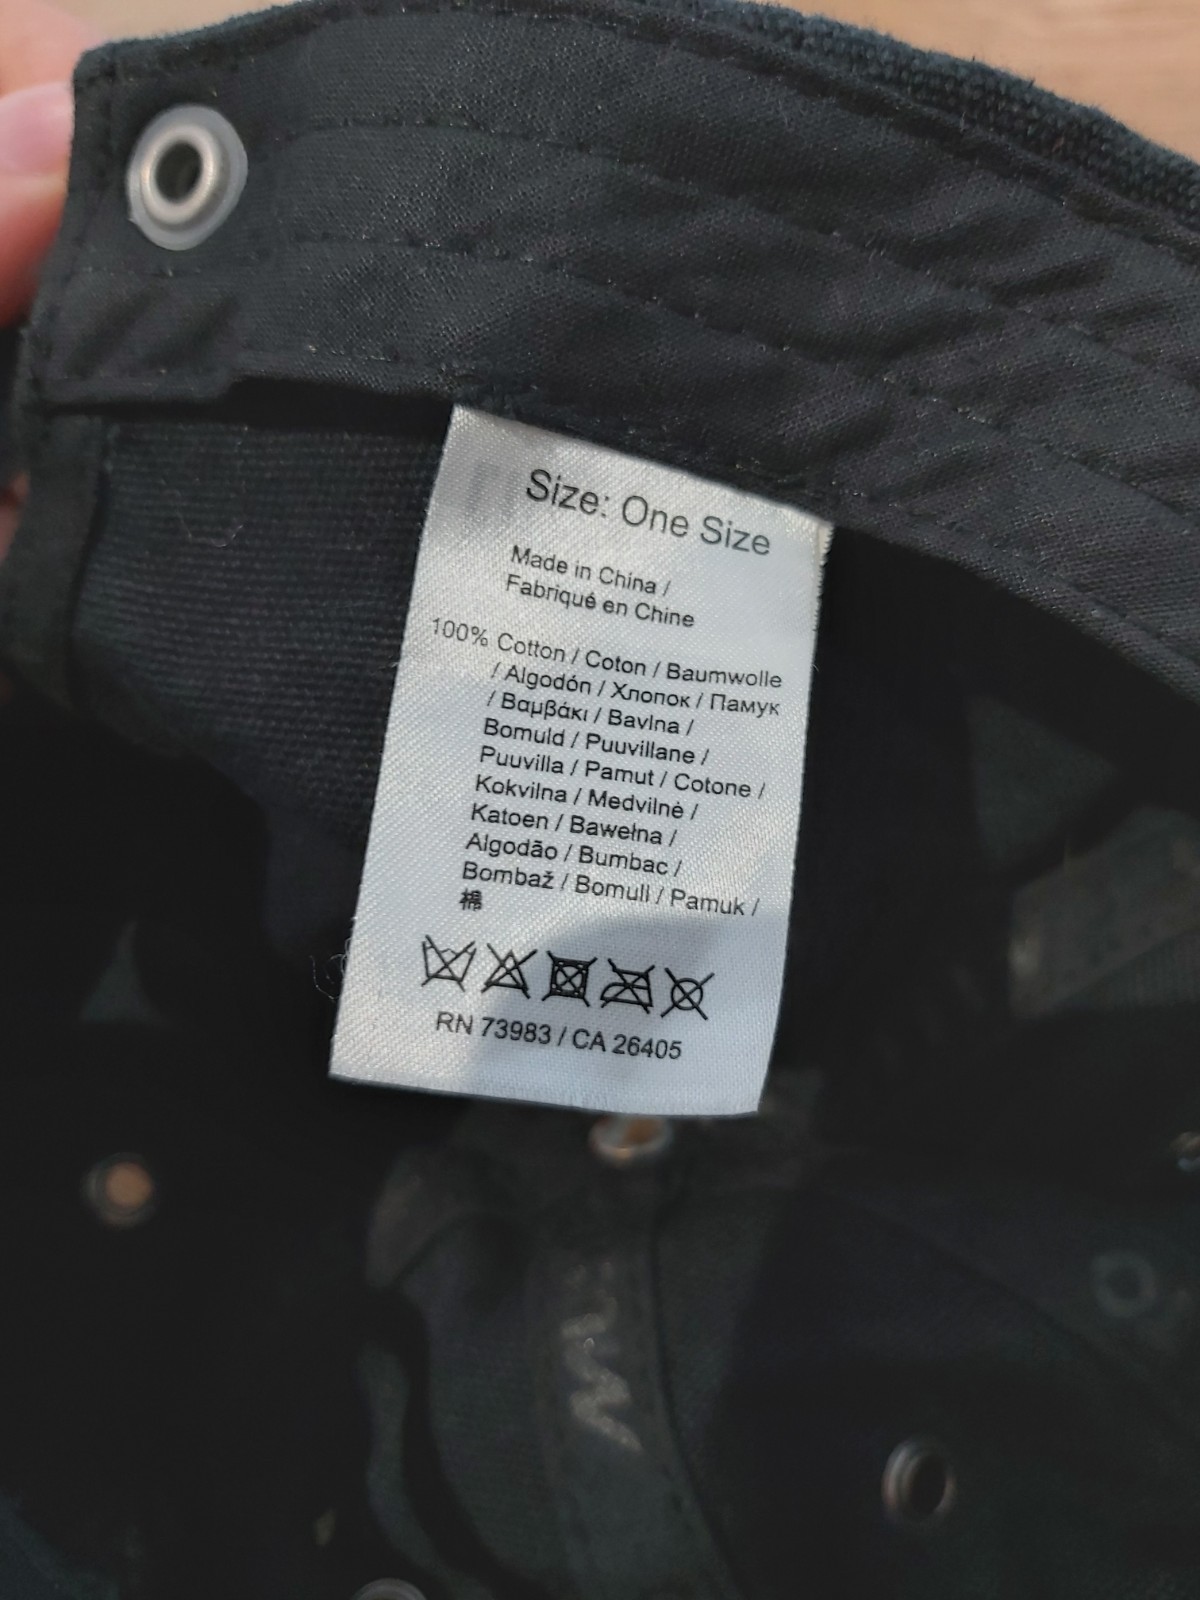 Size: One Size
Made in China /
Fabriqué en Chine
100% Cotton / Coton / Baumwolle
/ Algodón / Хлопок / Памук
/ Βαμβάκι / Bavlna /
Bomuld / Puuvillane /
Puuvilla / Pamut / Cotone /
Kokvilna / Medvilnė /
Katoen / Bawełna /
Algodão / Bumbac /
Bombaž / Bomull / Pamuk /
棉
RN 73983 / CA 26405